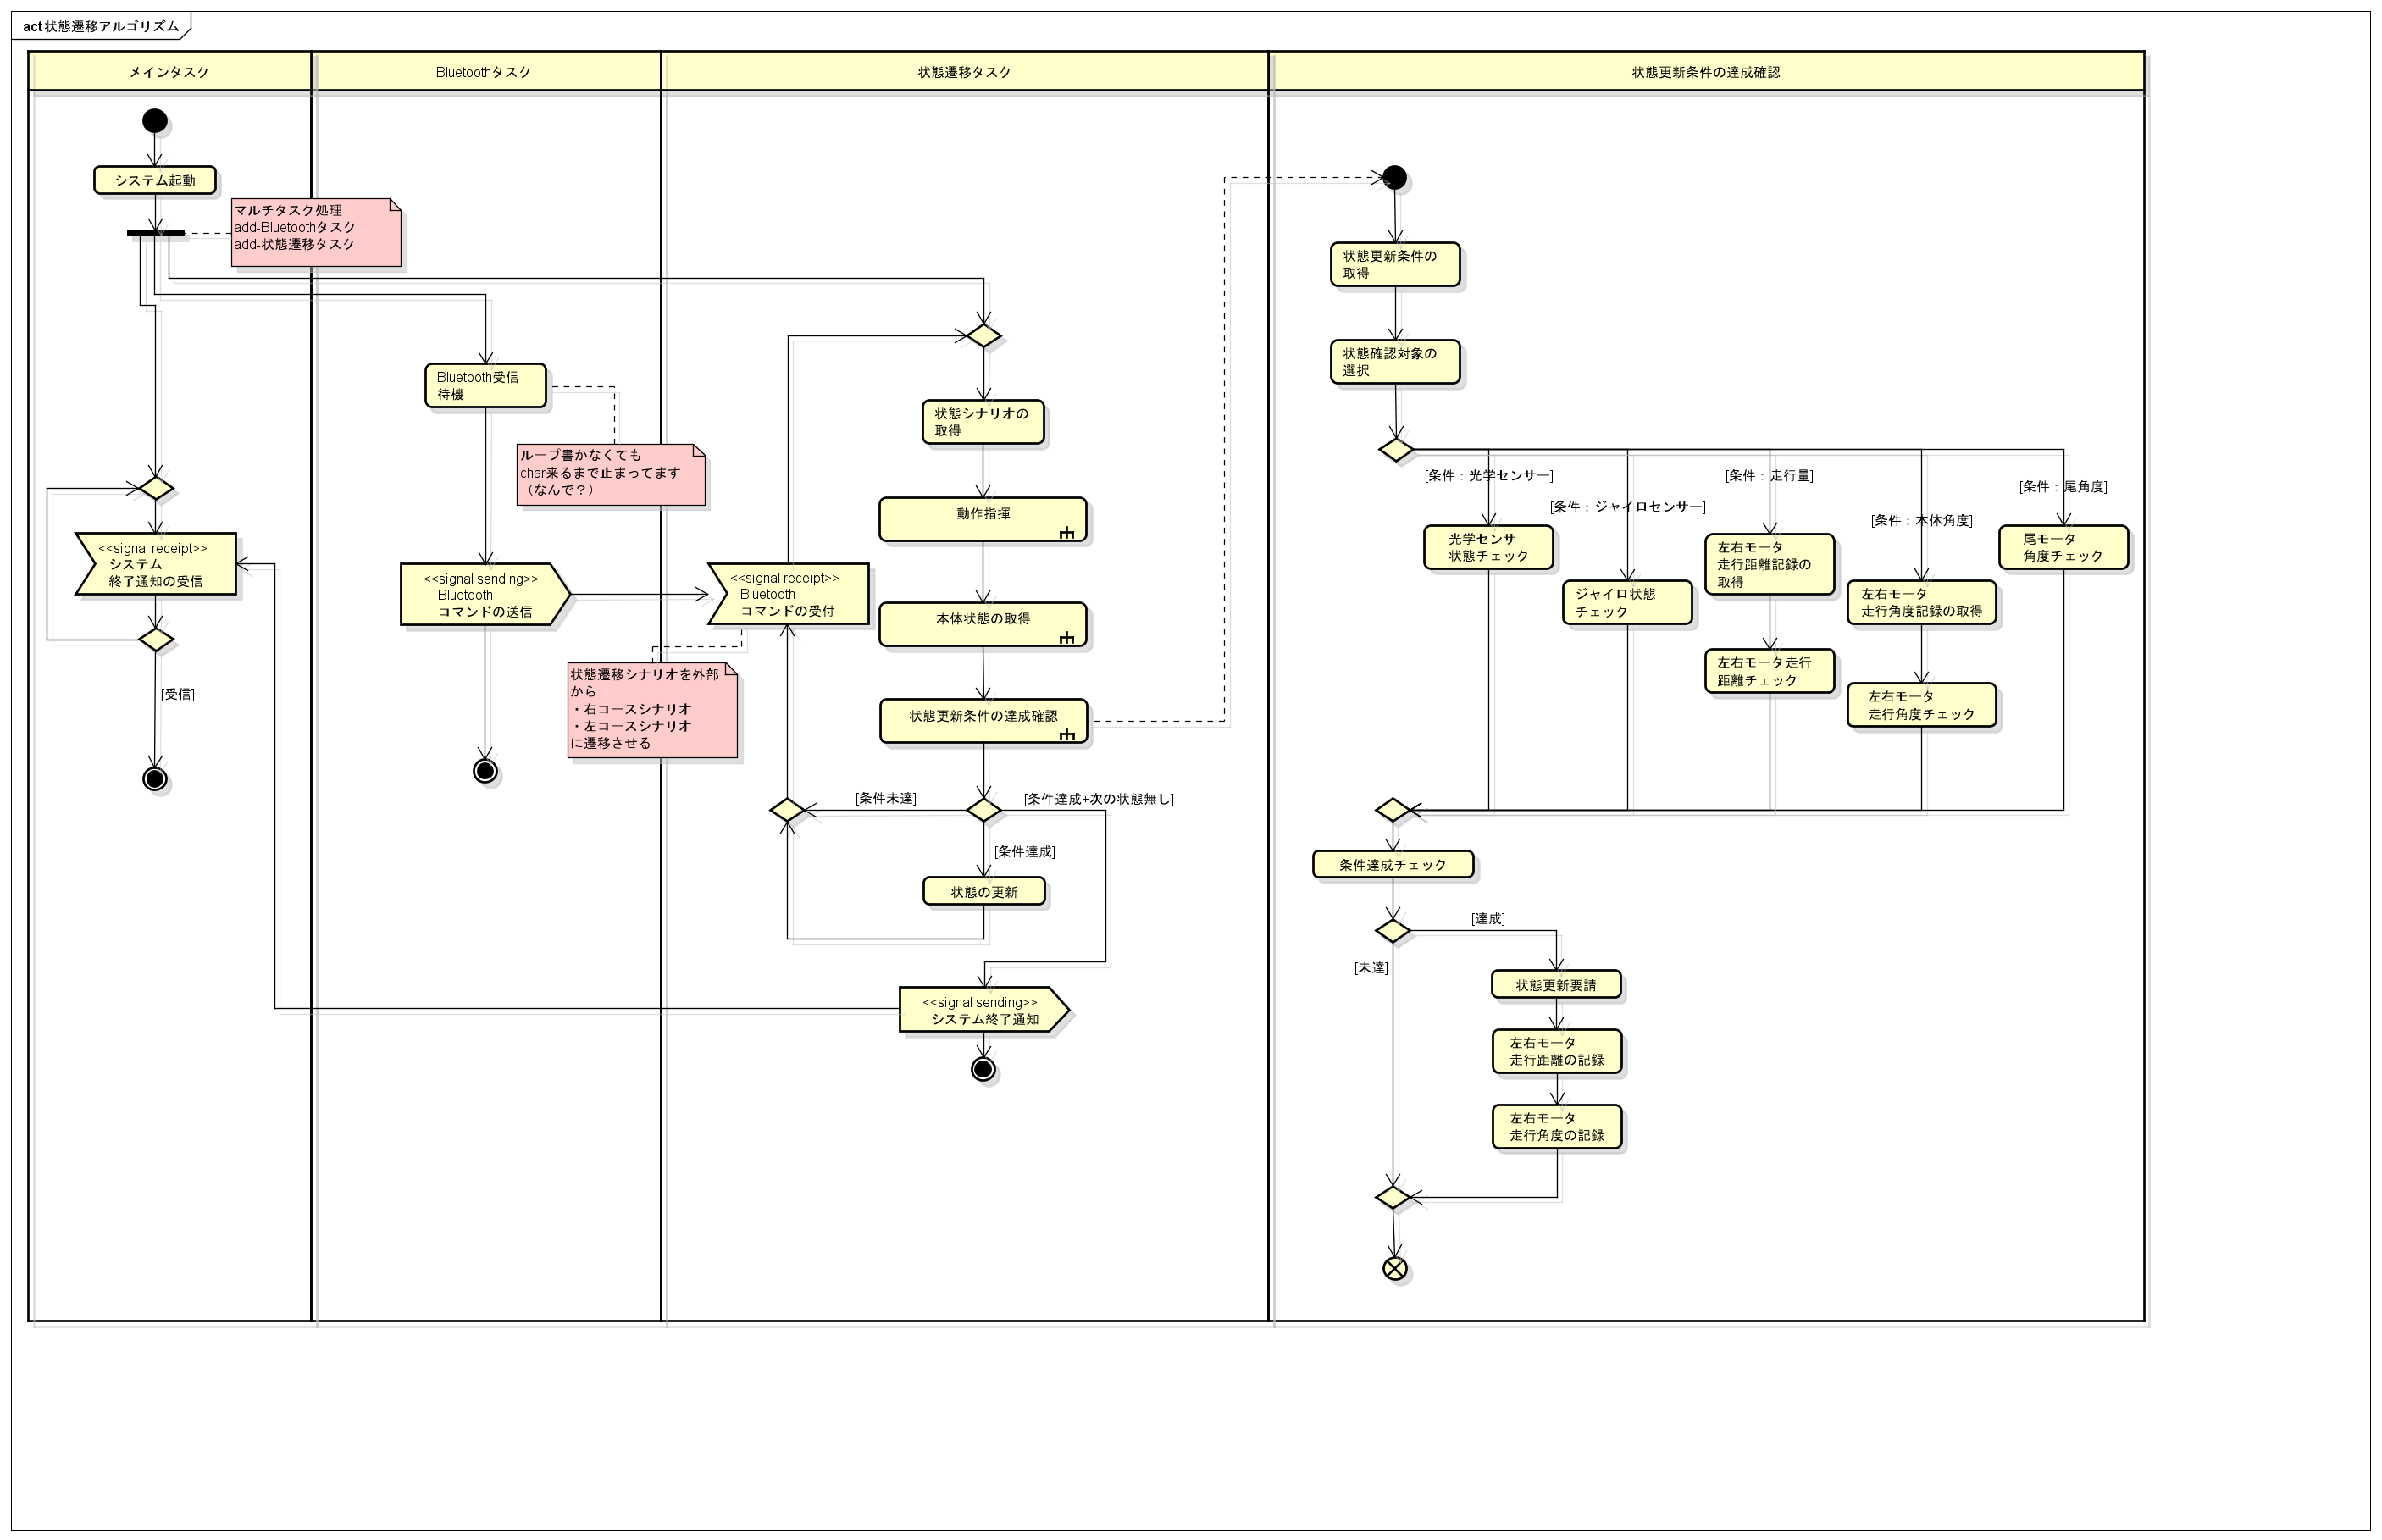 act 状態遷移アルゴリズム
メインタスク
Bluetoothタスク
状態遷移タスク
状態更新条件の達成確認
システム起動
マルチタスク処理
add-Bluetoothタスク
add-状態遷移タスク
<<signal receipt>>
システム
終了通知の受信
[受信]
Bluetooth受信
待機
ループ書かなくても
char来るまで止まってます
（なんで？）
<<signal sending>>
Bluetooth
コマンドの送信
<<signal receipt>>
Bluetooth
コマンドの受付
状態遷移シナリオを外部
から
・右コースシナリオ
・左コースシナリオ
に遷移させる
状態シナリオの
取得
動作指揮
本体状態の取得
状態更新条件の達成確認
[条件未達]
[条件達成+次の状態無し]
[条件達成]
状態の更新
<<signal sending>>
システム終了通知
状態更新条件の
取得
状態確認対象の
選択
[条件：光学センサー]
[条件：ジャイロセンサー]
[条件：走行量]
[条件：本体角度]
[条件：尾角度]
光学センサ
状態チェック
ジャイロ状態
チェック
左右モータ
走行距離記録の
取得
左右モータ走行
距離チェック
左右モータ
走行角度記録の取得
左右モータ
走行角度チェック
尾モータ
角度チェック
条件達成チェック
[達成]
[未達]
状態更新要請
左右モータ
走行距離の記録
左右モータ
走行角度の記録